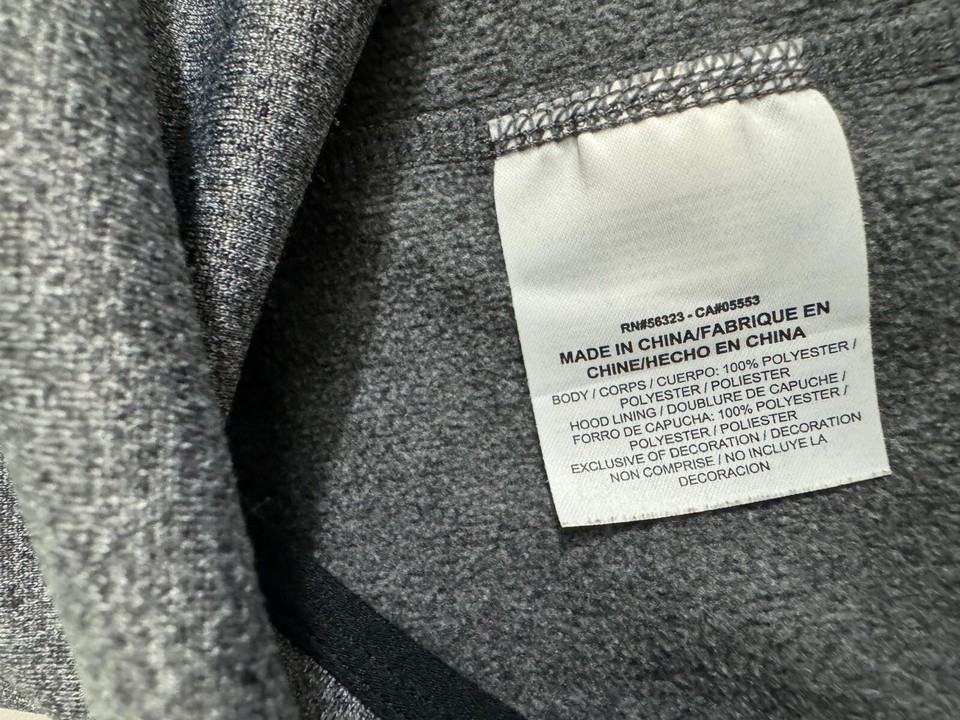 RN#56323 - CA#05553
MADE IN CHINA/FABRIQUE EN
CHINE/HECHO EN CHINA
BODY / CORPS / CUERPO: 100% POLYESTER /
POLYESTER / POLIESTER
HOOD LINING / DOUBLURE DE CAPUCHE /
FORRO DE CAPUCHA: 100% POLYESTER /
POLYESTER / POLIESTER
EXCLUSIVE OF DECORATION / DECORATION
NON COMPRISE / NO INCLUYE LA
DECORACION